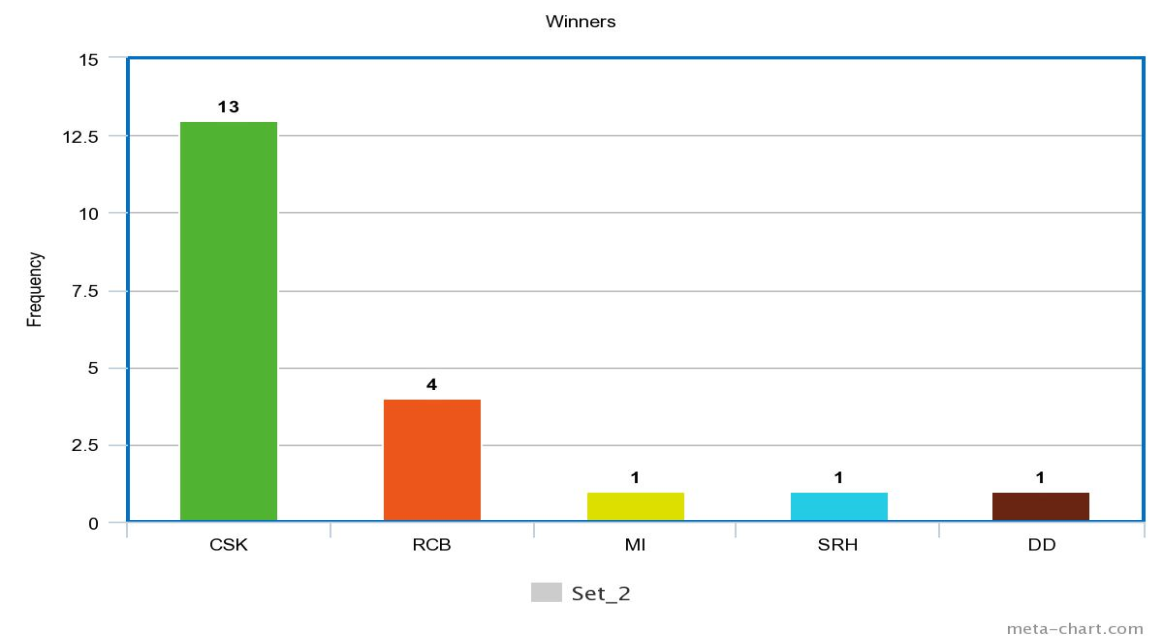 Winners
15
12.5
10
7.5
5
2.5
0
Frequency
13
4
1
1
1
CSK RCB MI SRH DD
Set_2
meta-chart.com